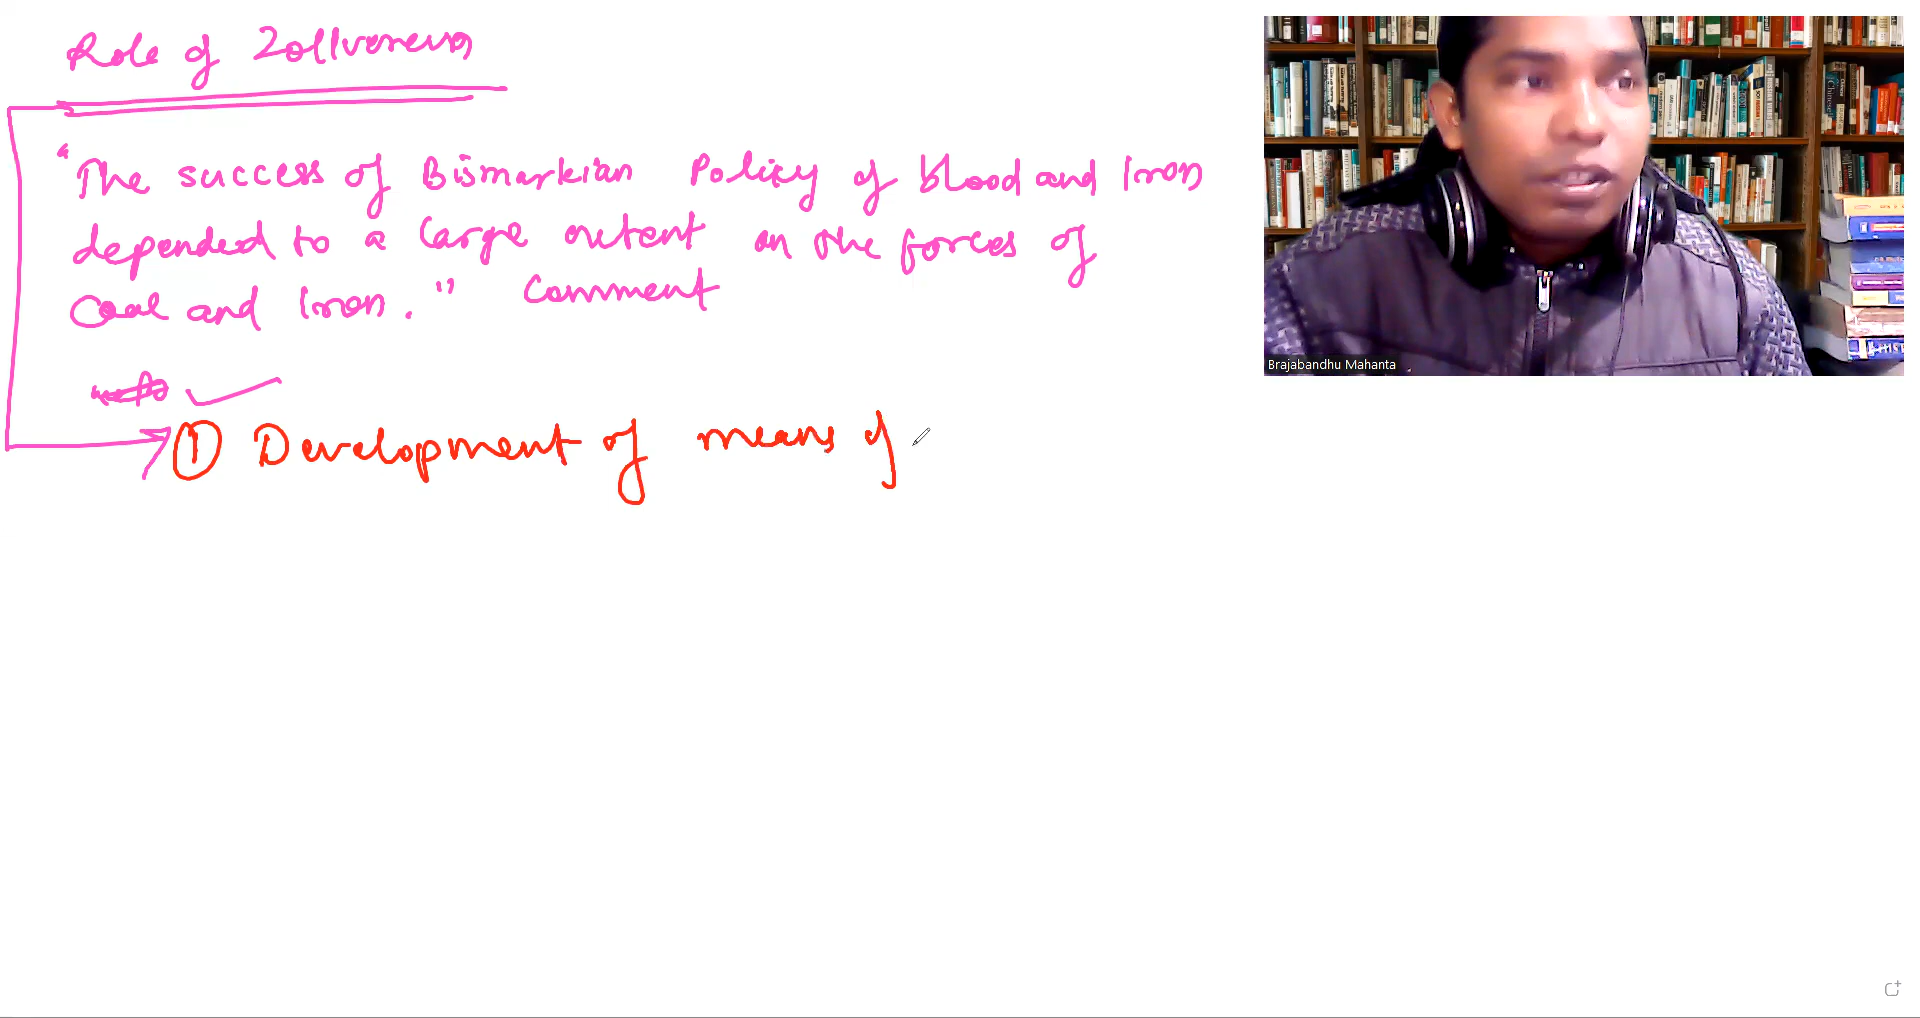 Role of Zollverein
"The success of Bismarkian Policy of blood and Iron
depended to a large extent on the forces of
Coal and Iron." Comment
① Development of means of
Brajabandhu Mahanta